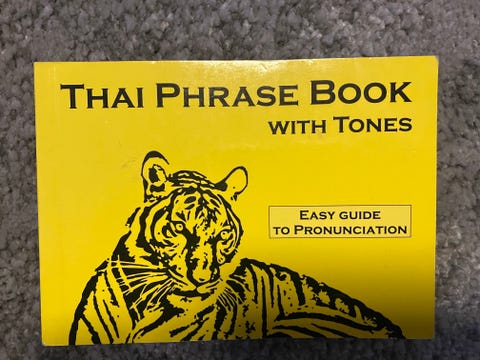 THAI PHRASE BOOK
WITH TONES
EASY GUIDE
TO PRONUNCIATION